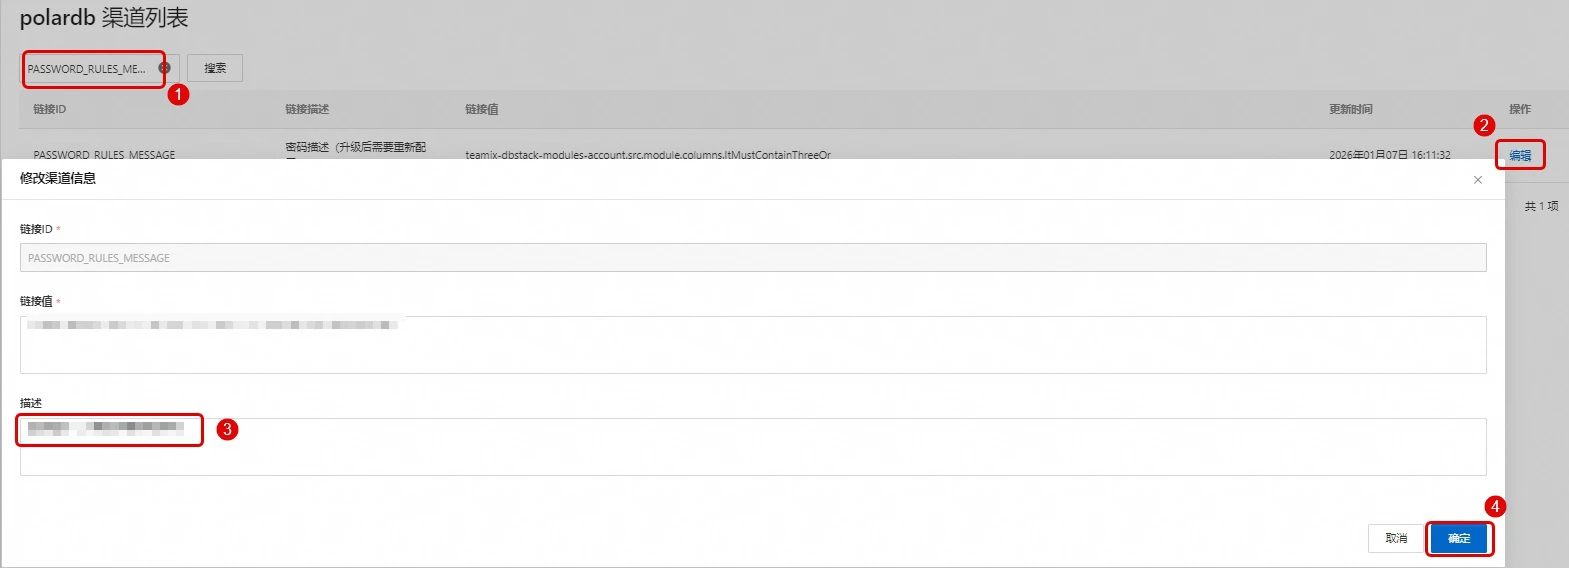 polardb 渠道列表
PASSWORD_RULES_ME...
搜索
1
链接ID
链接描述
链接值
更新时间
操作
2
PASSWORD_RULES_MESSAGE
密码描述（升级后需要重新配
teamix-dbstack-modules-account.src.module.columns.ItMustContainThreeOr
2026年01月07日 16:11:32
编辑
修改渠道信息
共 1 项
链接ID *
PASSWORD_RULES_MESSAGE
链接值 *
描述
3
4
取消
确定